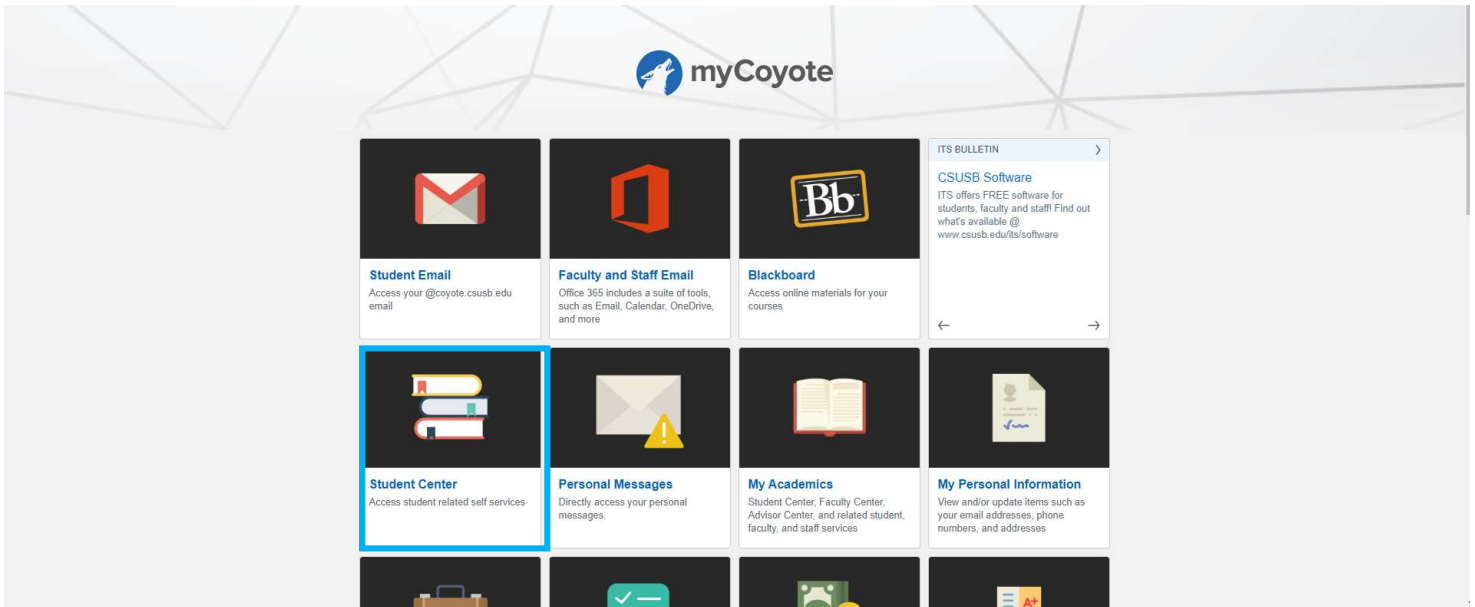 myCoyote
Bb
ITS BULLETIN
CSUSB Software
ITS offers FREE software for
students, faculty and staff! Find out
what's available @
www.csusb.edu/its/software
Student Email
Access your @coyote.csusb.edu
email
Faculty and Staff Email
Office 365 includes a suite of tools,
such as Email, Calendar, OneDrive,
and more
Blackboard
Access online materials for your
courses
Student Center
Access student related self services
Personal Messages
Directly access your personal
messages.
My Academics
Student Center, Faculty Center,
Advisor Center, and related student,
faculty, and staff services
My Personal Information
View and/or update items such as
your email addresses, phone
numbers, and addresses
A+